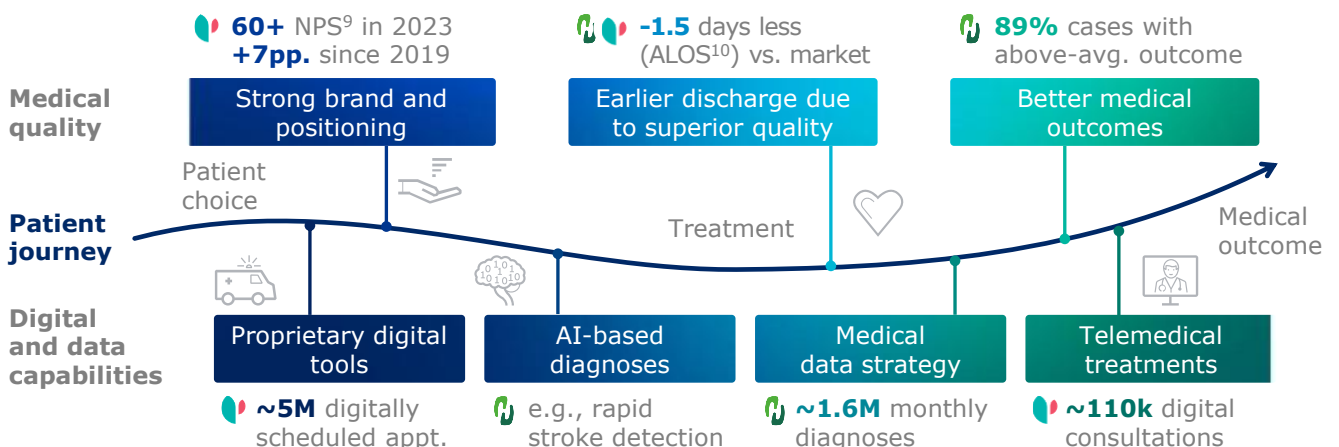 60+ NPS⁹ in 2023
+7pp. since 2019
-1.5 days less
(ALOS¹⁰) vs. market
89% cases with
above-avg. outcome
Medical
quality
Strong brand and
positioning
Earlier discharge due
to superior quality
Better medical
outcomes
Patient
choice
Patient
journey
Treatment
Medical
outcome
Digital
and data
capabilities
Proprietary digital
tools
AI-based
diagnoses
Medical
data strategy
Telemedical
treatments
~5M digitally
scheduled appt.
e.g., rapid
stroke detection
~1.6M monthly
diagnoses
~110k digital
consultations